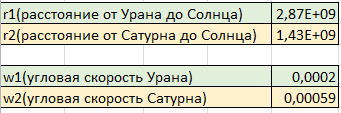 r1(расстояние от Урана до Солнца) 2,87E+09
r2(расстояние от Сатурна до Солнца) 1,43E+09
w1(угловая скорость Урана) 0,0002
w2(угловая скорость Сатурна) 0,00059